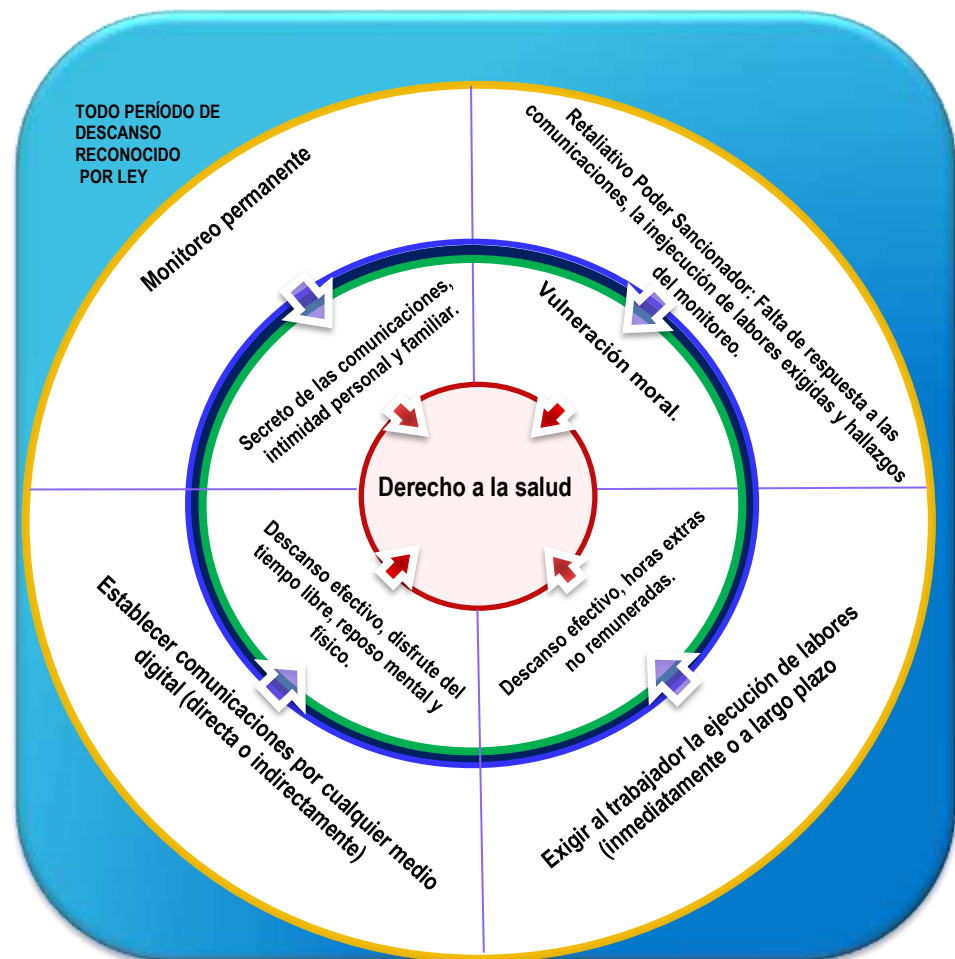 TODO PERÍODO DE
DESCANSO
RECONOCIDO
POR LEY
Monitoreo permanente
Retaliativo Poder Sancionador: Falta de respuesta a las
comunicaciones, la inejecución de labores exigidas y hallazgos
del monitoreo.
Secreto de las comunicaciones,
intimidad personal y familiar.
Vulneración moral.
Derecho a la salud
Descanso efectivo, disfrute del
tiempo libre, reposo mental y
físico.
Descanso efectivo, horas extras
no remuneradas.
Establecer comunicaciones por cualquier medio
digital (directa o indirectamente)
Exigir al trabajador la ejecución de labores
(inmediatamente o a largo plazo